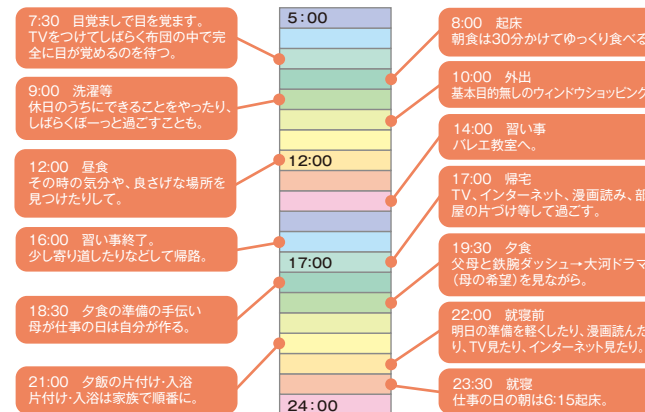 7:30 目覚ましで目を覚ます。
TVをつけてしばらく布団の中で完
全に目が覚めるのを待つ。
8:00 起床
朝食は30分かけてゆっくり食べる
9:00 洗濯等
休日のうちにできることをやったり、
しばらくぼーっと過ごすことも。
10:00 外出
基本目的無しのウィンドウショッピング
12:00 昼食
その時の気分や、良さげな場所を
見つけたりして。
14:00 習い事
バレエ教室へ。
16:00 習い事終了。
少し寄り道したりなどして帰路。
17:00 帰宅
TV、インターネット、漫画読み、部
屋の片づけ等して過ごす。
18:30 夕食の準備の手伝い
母が仕事の日は自分が作る。
19:30 夕食
父母と鉄腕ダッシュ→大河ドラマ
(母の希望)を見ながら。
21:00 夕飯の片付け・入浴
片付け・入浴は家族で順番に。
22:00 就寝前
明日の準備を軽くしたり、漫画読んだ
り、TV見たり、インターネット見たり。
23:30 就寝
仕事の日の朝は6:15起床。
5:00
12:00
17:00
24:00